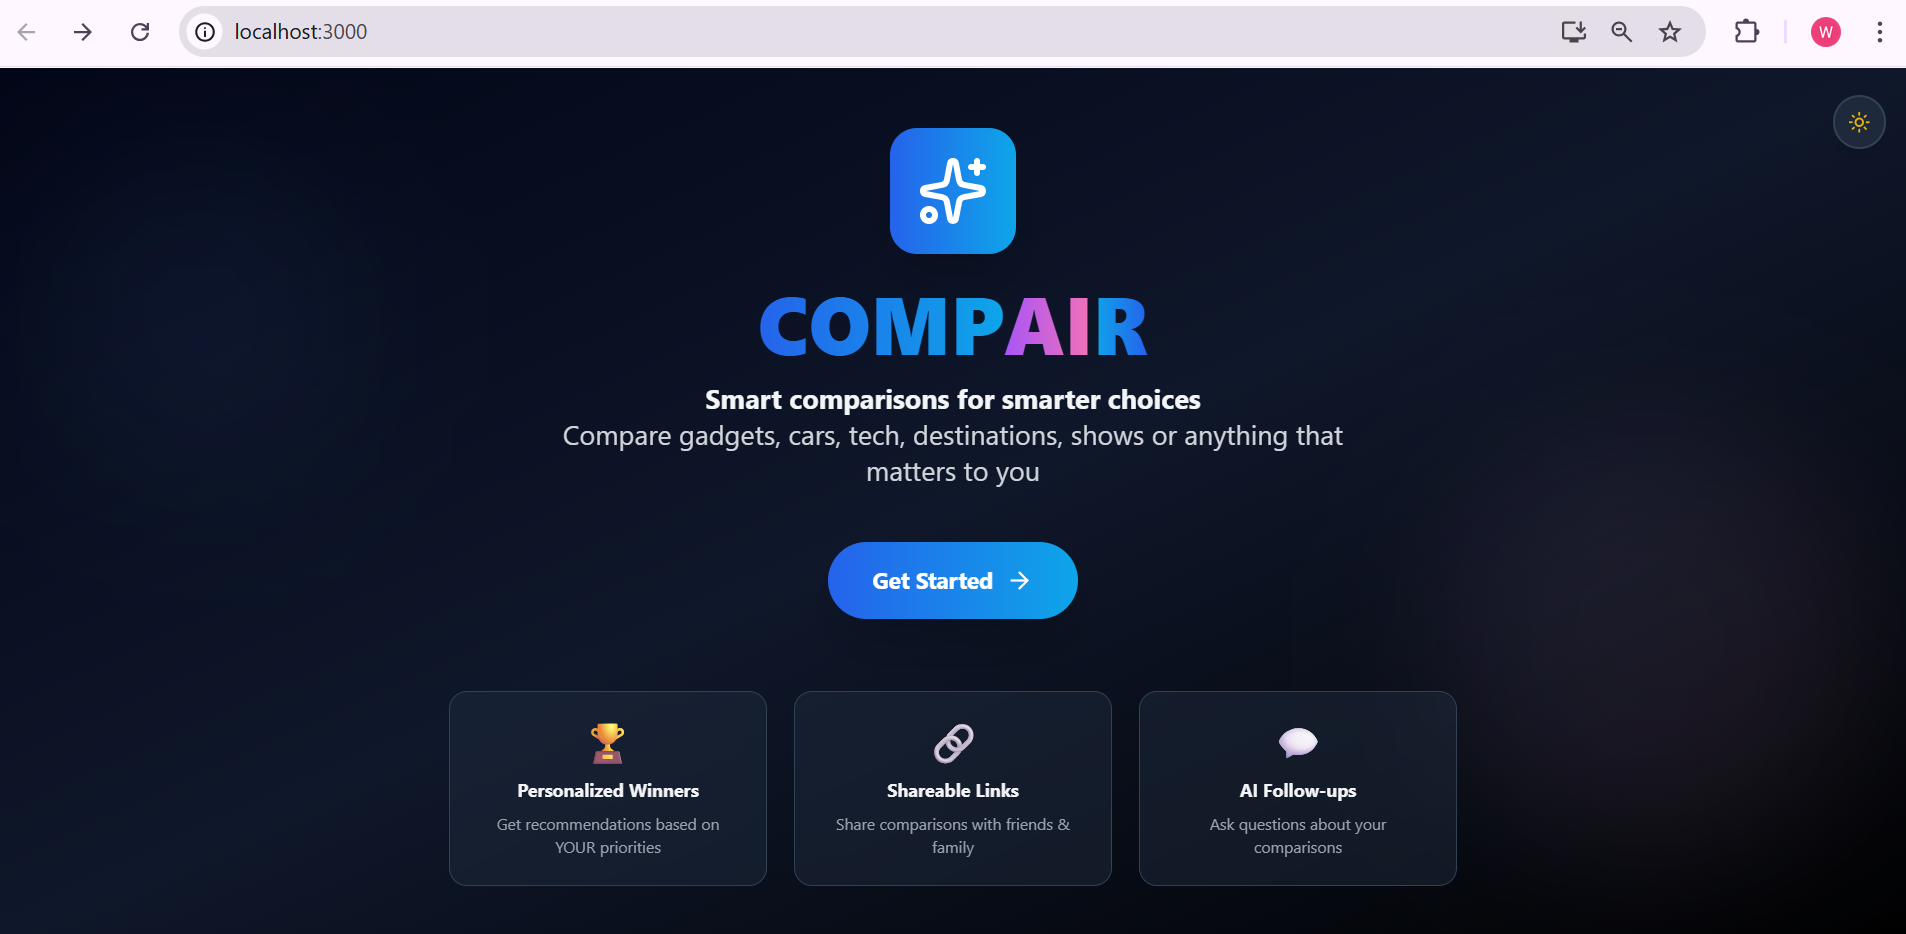 localhost:3000
W
COMPAIR
Smart comparisons for smarter choices
Compare gadgets, cars, tech, destinations, shows or anything that
matters to you
Get Started
Personalized Winners
Get recommendations based on
YOUR priorities
Shareable Links
Share comparisons with friends &
family
AI Follow-ups
Ask questions about your
comparisons